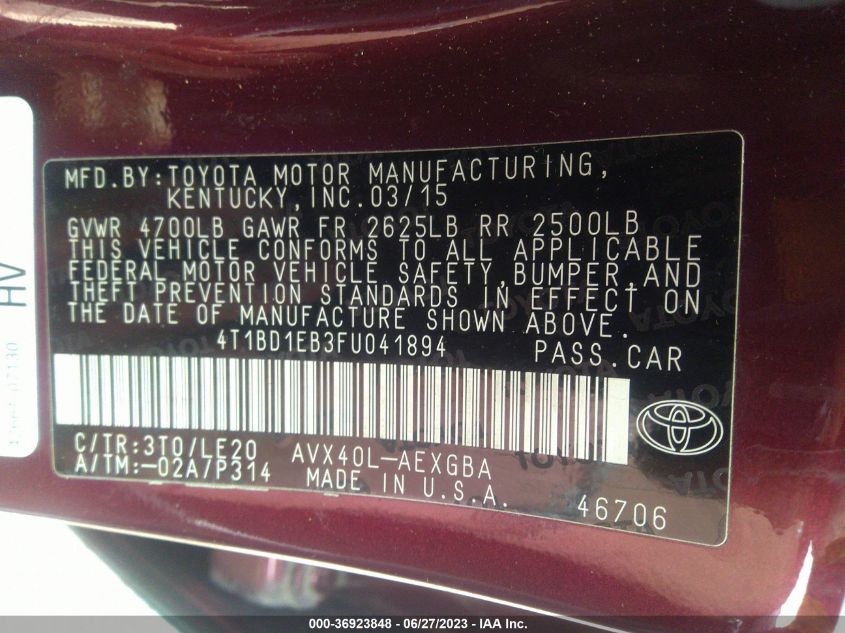 MFD.BY:TOYOTA MOTOR MANUFACTURING,
KENTUCKY,INC.03/15
GVWR 4700LB GAWR FR 2625LB RR 2500LB
THIS VEHICLE CONFORMS TO ALL APPLICABLE
FEDERAL MOTOR VEHICLE SAFETY,BUMPER,AND
THEFT PREVENTION STANDARDS IN EFFECT ON
THE DATE OF MANUFACTURE SHOWN ABOVE.
4T1BD1EB3FU041894 PASS.CAR
C/TR:3T0/LE20 AVX40L-AEXGBA
A/TM:-02A/P314 MADE IN U.S.A.
46706
HV
000-36923848 - 06/27/2023 - IAA Inc.